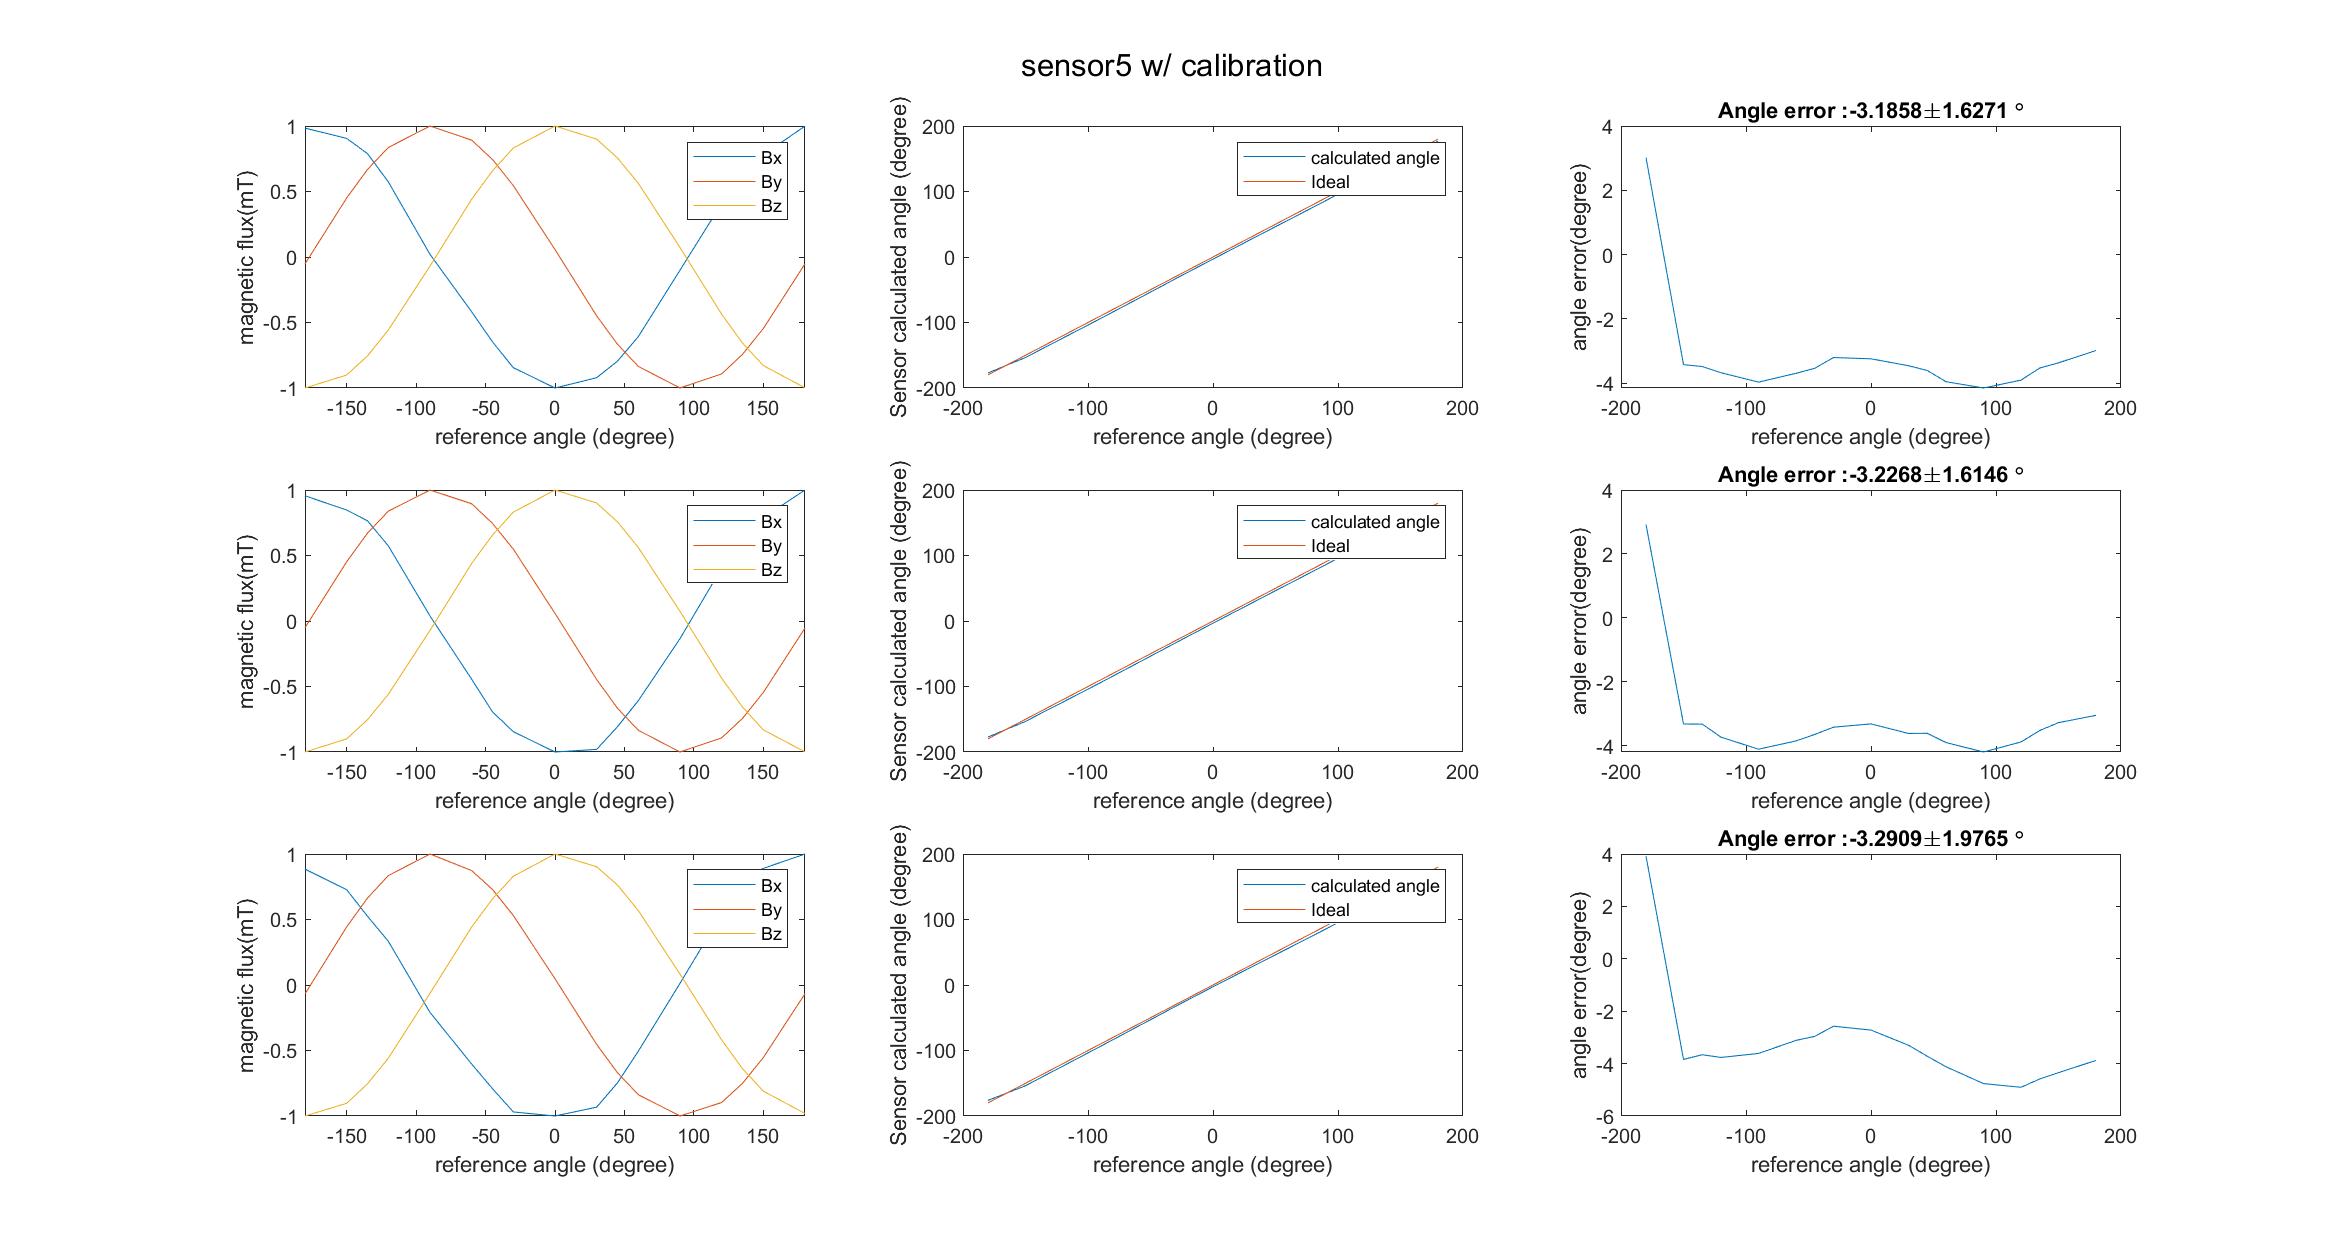 sensor5 w/ calibration
1
0.5
0
-0.5
-1
-150 -100 -50 0 50 100 150
magnetic flux(mT)
reference angle (degree)
Bx
By
Bz
200
100
0
-100
-200
-200 -100 0 100 200
Sensor calculated angle (degree)
reference angle (degree)
calculated angle
Ideal
Angle error :-3.1858±1.6271 °
4
2
0
-2
-4
-200 -100 0 100 200
angle error(degree)
reference angle (degree)
1
0.5
0
-0.5
-1
-150 -100 -50 0 50 100 150
magnetic flux(mT)
reference angle (degree)
Bx
By
Bz
200
100
0
-100
-200
-200 -100 0 100 200
Sensor calculated angle (degree)
reference angle (degree)
calculated angle
Ideal
Angle error :-3.2268±1.6146 °
4
2
0
-2
-4
-200 -100 0 100 200
angle error(degree)
reference angle (degree)
1
0.5
0
-0.5
-1
-150 -100 -50 0 50 100 150
magnetic flux(mT)
reference angle (degree)
Bx
By
Bz
200
100
0
-100
-200
-200 -100 0 100 200
Sensor calculated angle (degree)
reference angle (degree)
calculated angle
Ideal
Angle error :-3.2909±1.9765 °
4
2
0
-2
-4
-6
-200 -100 0 100 200
angle error(degree)
reference angle (degree)